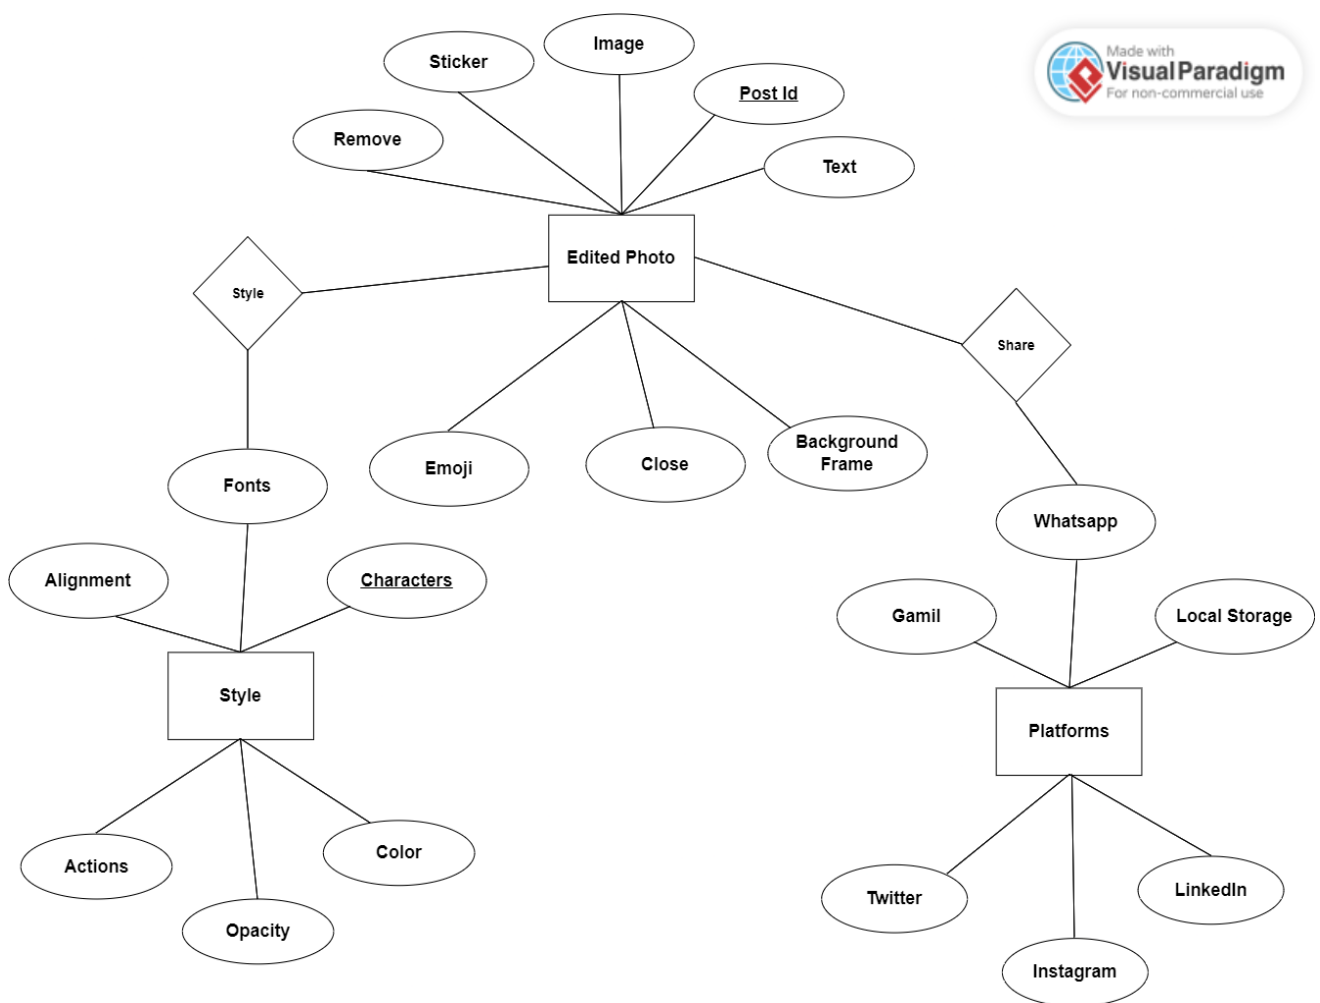 Image
Sticker
Made with
Visual Paradigm
For non-commercial use
Post Id
Remove
Text
Edited Photo
Style
Share
Emoji
Close
Background
Frame
Fonts
Whatsapp
Alignment
Characters
Gamil
Local Storage
Style
Platforms
Actions
Color
Opacity
Twitter
LinkedIn
Instagram